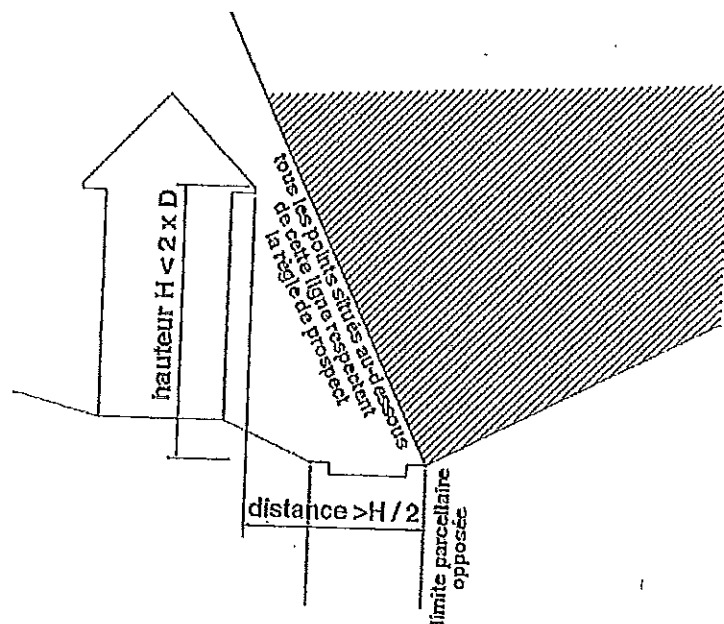 hauteur H < 2 x D
tous les points situés au-dessous
de cette ligne respectent
la règle de prospect
distance >H / 2
limite parcellaire
opposée